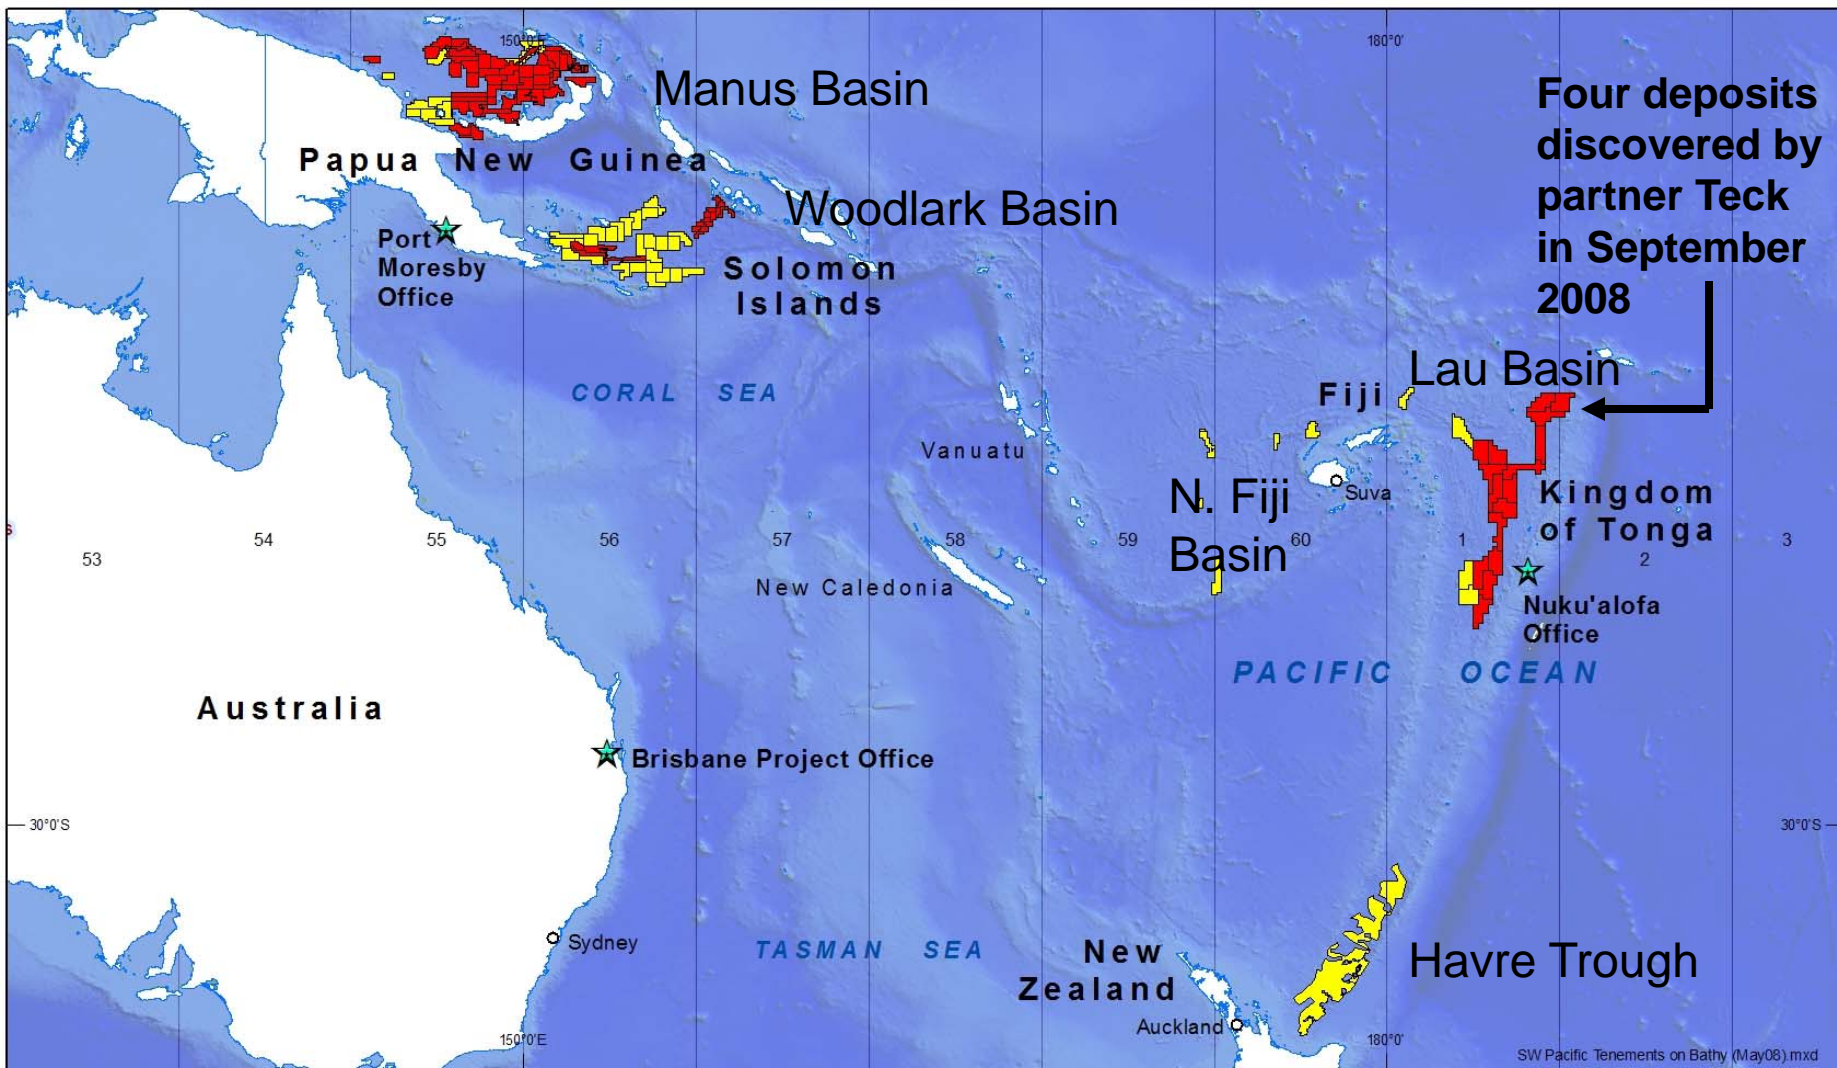 150°0'E
180°0'
Manus Basin
Four deposits
discovered by
partner Teck
in September
2008
Papua New Guinea
Woodlark Basin
Port
Moresby
Office
Solomon
Islands
Lau Basin
CORAL SEA
Fiji
Vanuatu
N. Fiji
Basin
Suva
Kingdom
of Tonga
S
53
54
55
56
57
58
59
60
1
2
3
New Caledonia
Nuku'alofa
Office
PACIFIC OCEAN
Australia
Brisbane Project Office
30°0'S
30°0'S
Sydney
TASMAN SEA
New
Zealand
Havre Trough
Auckland
150°0'E
180°0'
SW Pacific Tenements on Bathy (May08).mxd